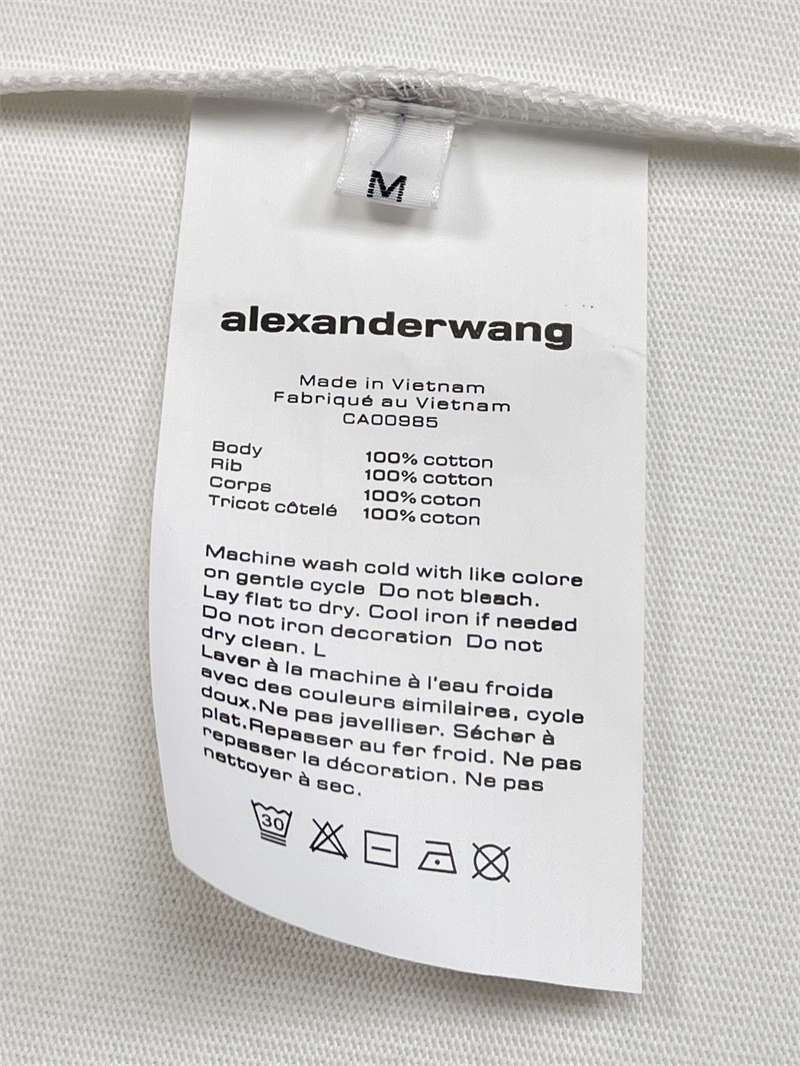 M
alexanderwang
Made in Vietnam
Fabriqué au Vietnam
CA00985
Body 100% cotton
Rib 100% cotton
Corps 100% coton
Tricot côtelé 100% coton
Machine wash cold with like colore
on gentle cycle Do not bleach.
Lay flat to dry. Cool iron if needed
Do not iron decoration Do not
dry clean. L
Laver à la machine à l'eau froida
avec des couleurs similaires, cycle
doux.Ne pas javelliser. Sécher à
plat.Repasser au fer froid. Ne pas
repasser la décoration. Ne pas
nettoyer à sec.
30